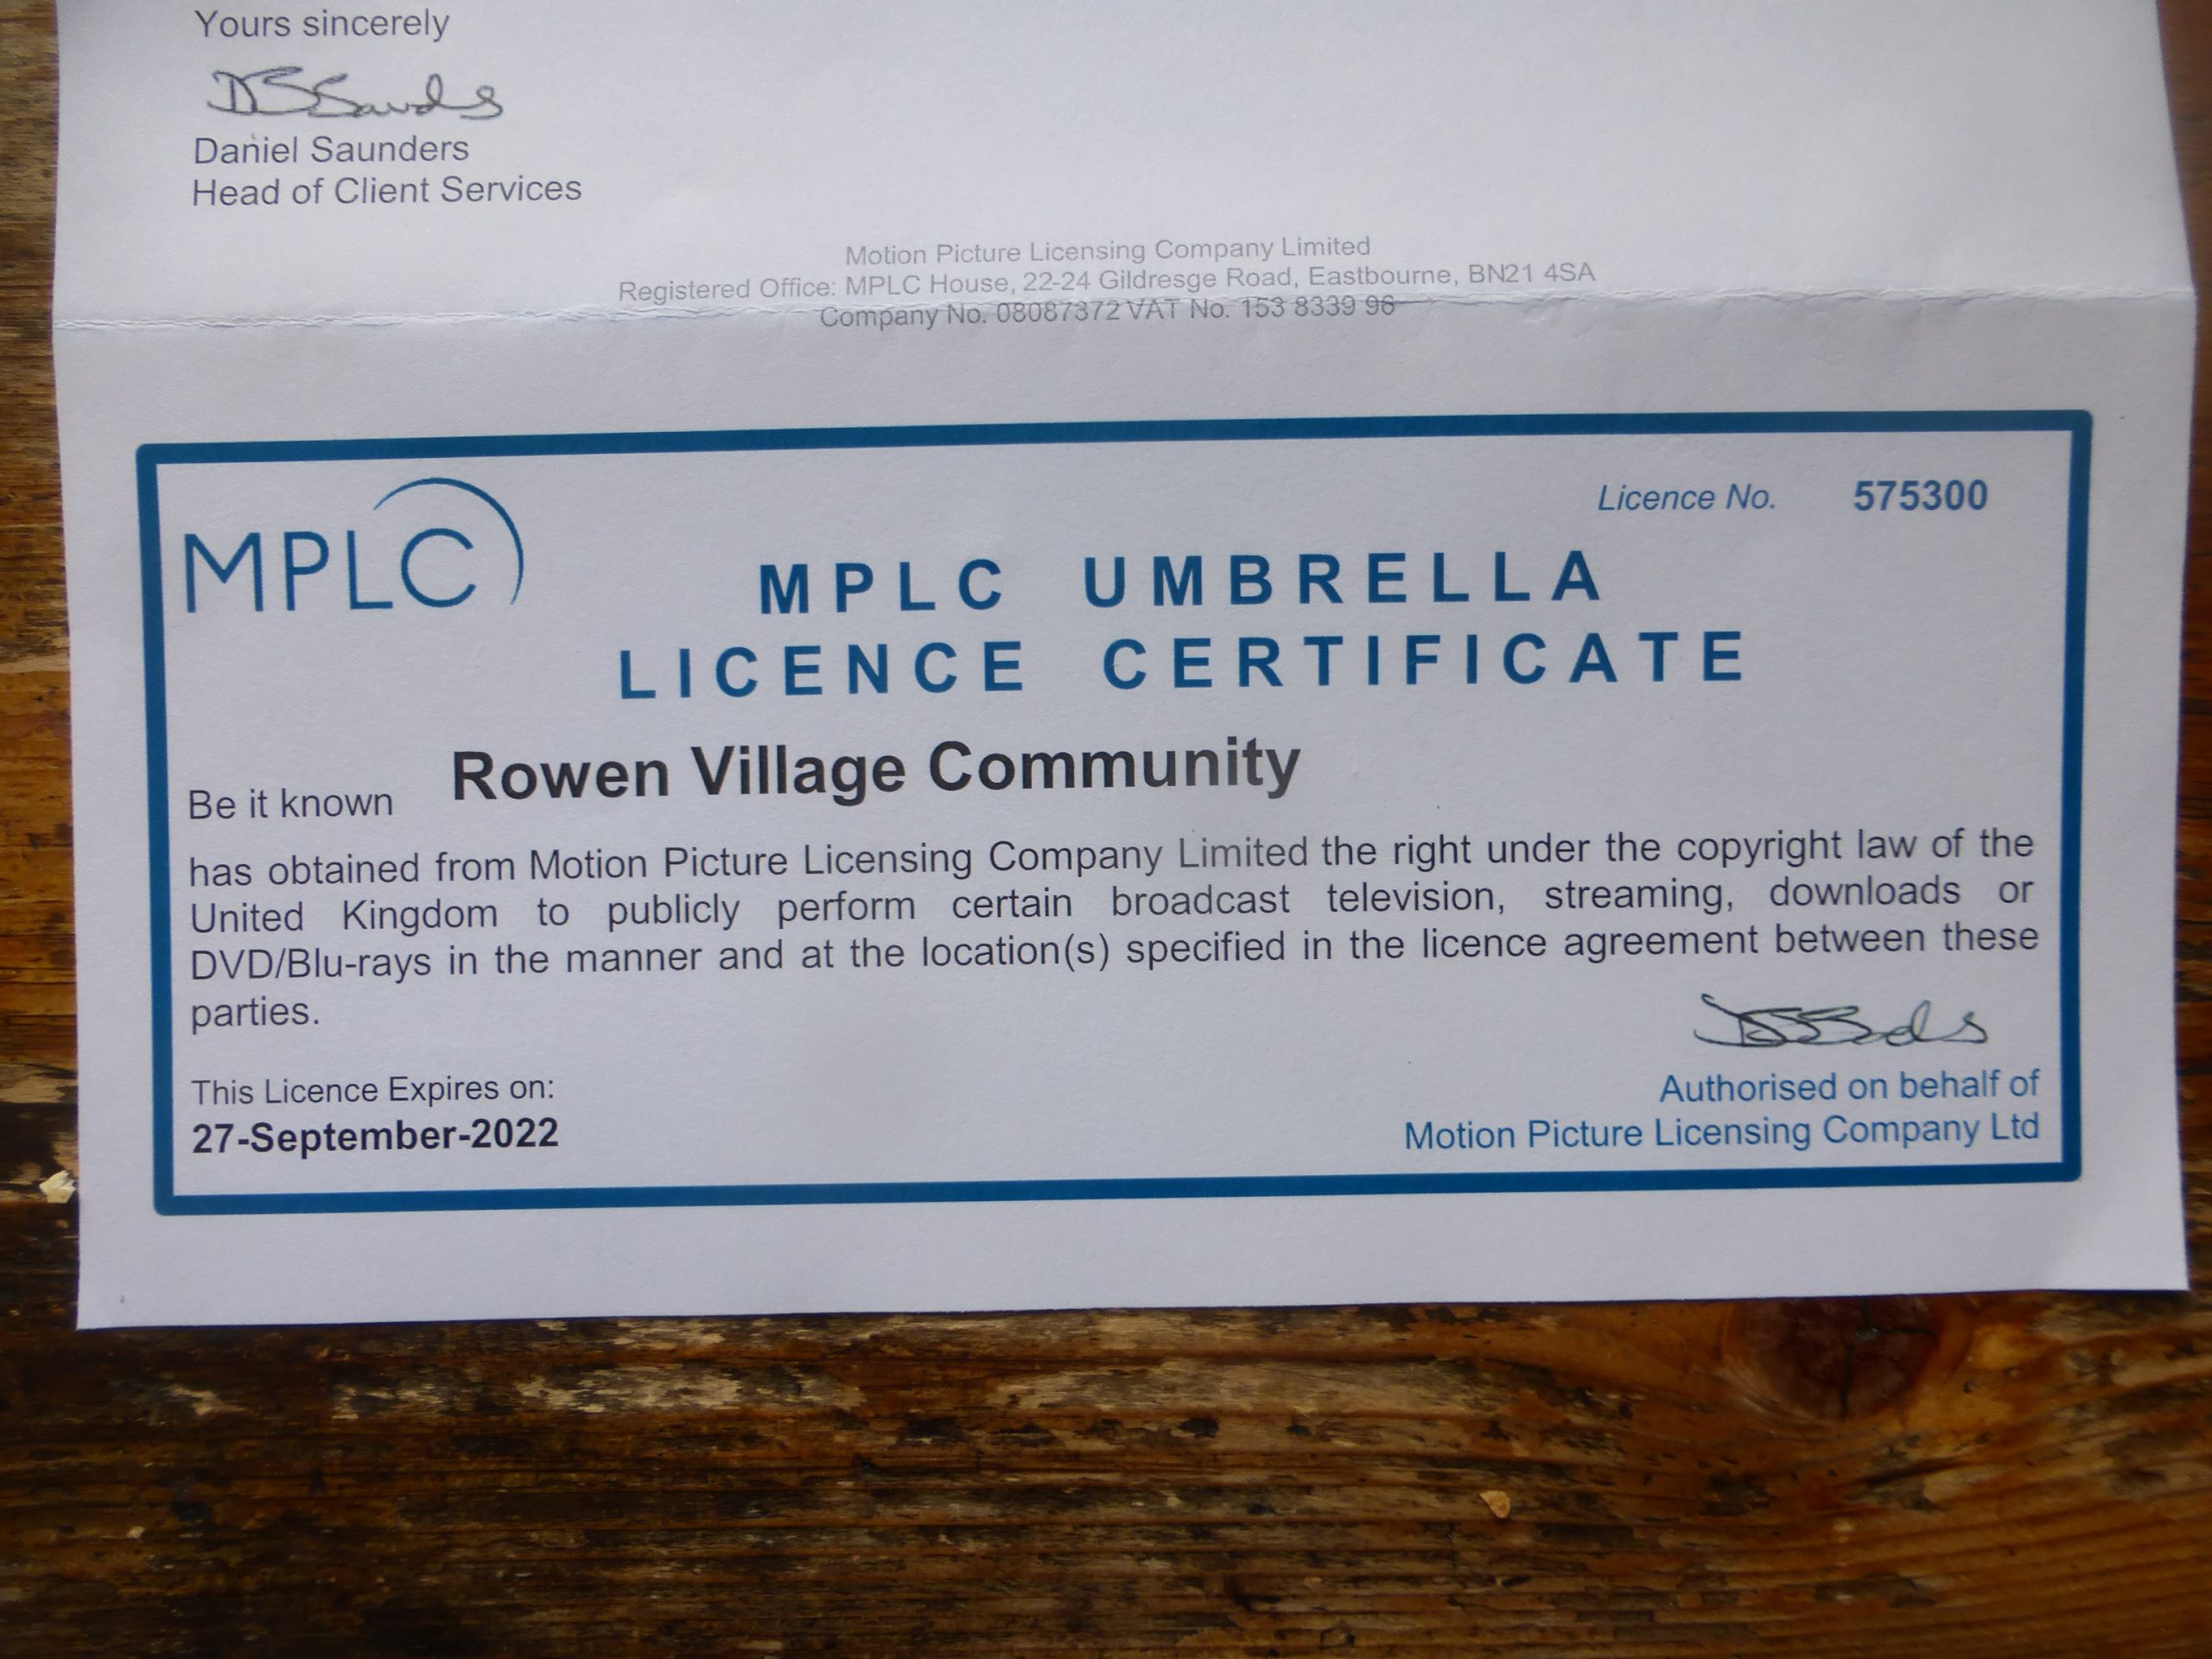 Yours sincerely
Daniel Saunders
Head of Client Services
Motion Picture Licensing Company Limited
Registered Office: MPLC House, 22-24 Gildresge Road, Eastbourne, BN21 4SA
Company No. 08087372 VAT No. 153 8339 96
MPLC
Licence No. 575300
MPLC UMBRELLA
LICENCE CERTIFICATE
Be it known Rowen Village Community
has obtained from Motion Picture Licensing Company Limited the right under the copyright law of the
United Kingdom to publicly perform certain broadcast television, streaming, downloads or
DVD/Blu-rays in the manner and at the location(s) specified in the licence agreement between these
parties.
This Licence Expires on:
27-September-2022
Authorised on behalf of
Motion Picture Licensing Company Ltd